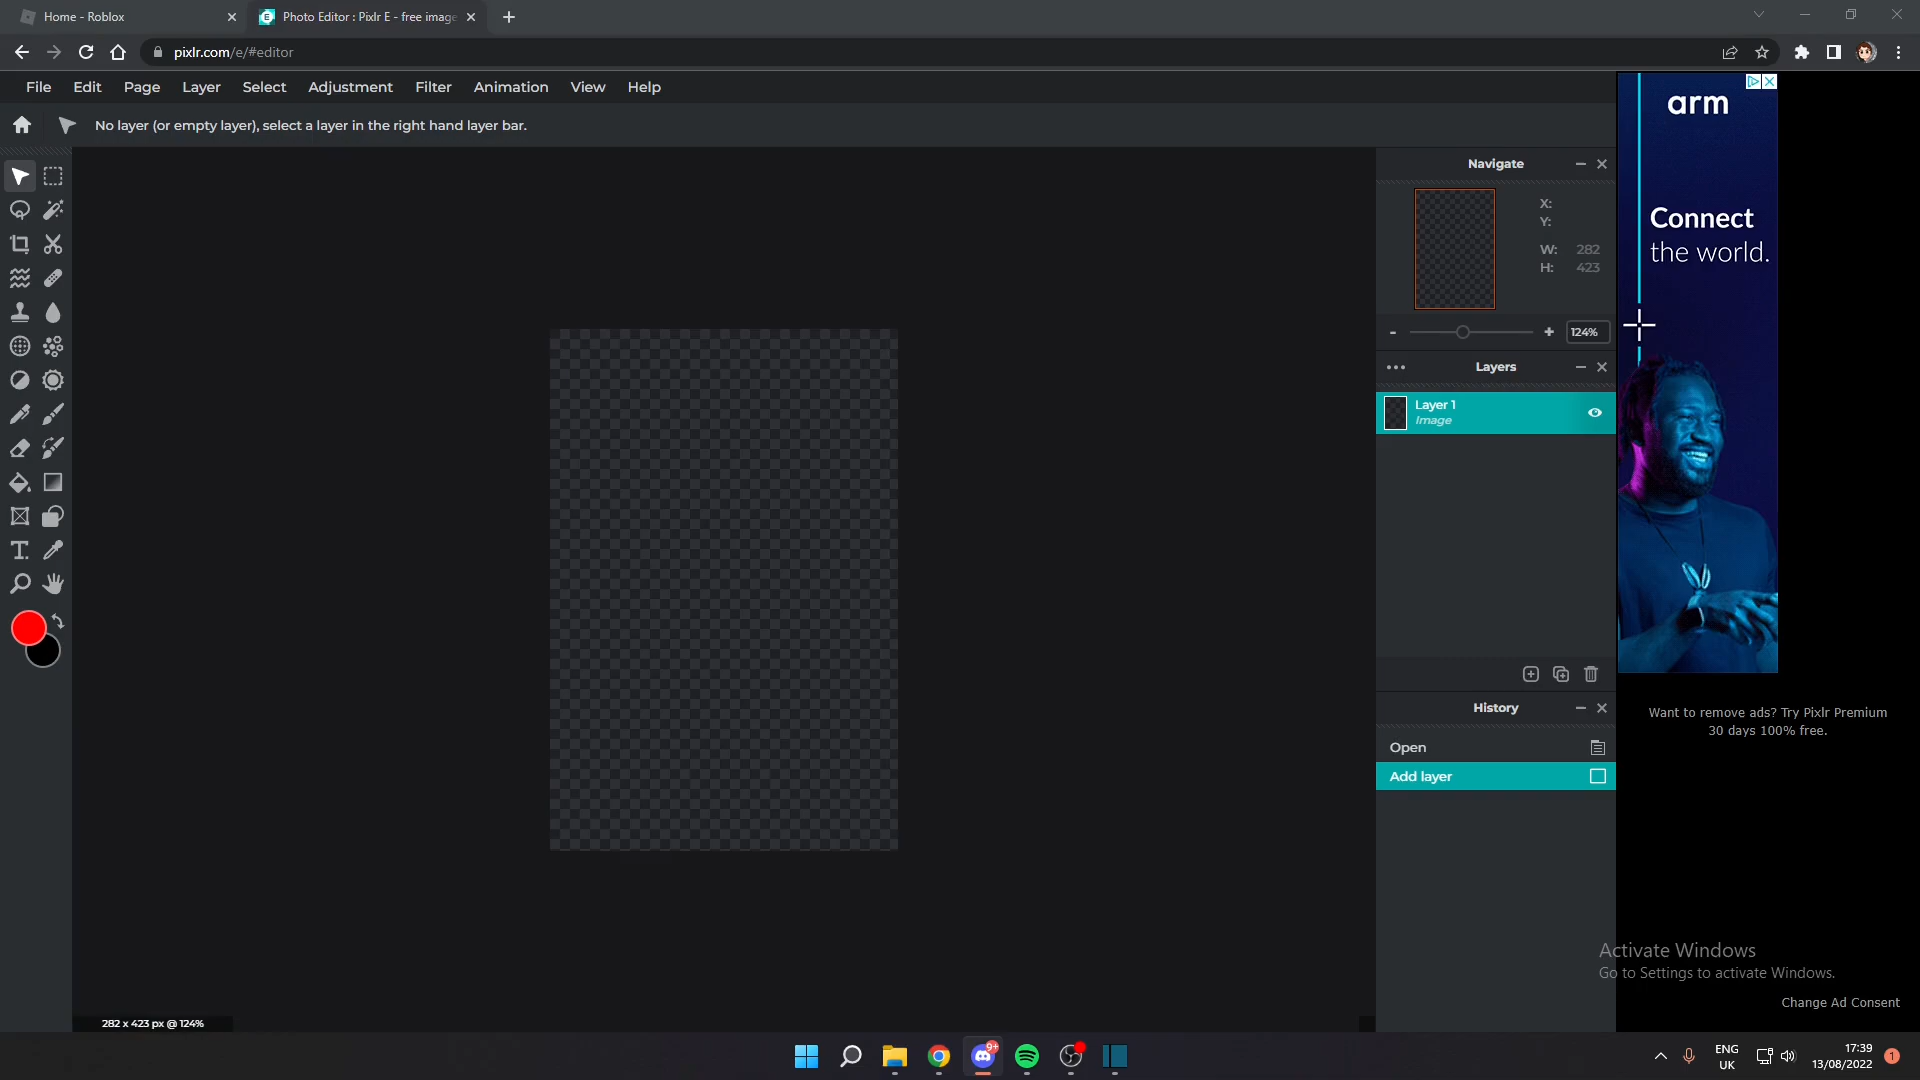 Home - Roblox
Photo Editor : Pixlr E - free image
pixlr.com/e/#editor
File Edit Page Layer Select Adjustment Filter Animation View Help
No layer (or empty layer), select a layer in the right hand layer bar.
Navigate
X:
Y:
W: 282
H: 423
- + 124%
Layers
Layer 1
Image
History
Open
Add layer
arm
Connect
the world.
Want to remove ads? Try Pixlr Premium
30 days 100% free.
Activate Windows
Go to Settings to activate Windows.
Change Ad Consent
282 x 423 px @ 124%
9+
ENG
UK
17:39
13/08/2022
1